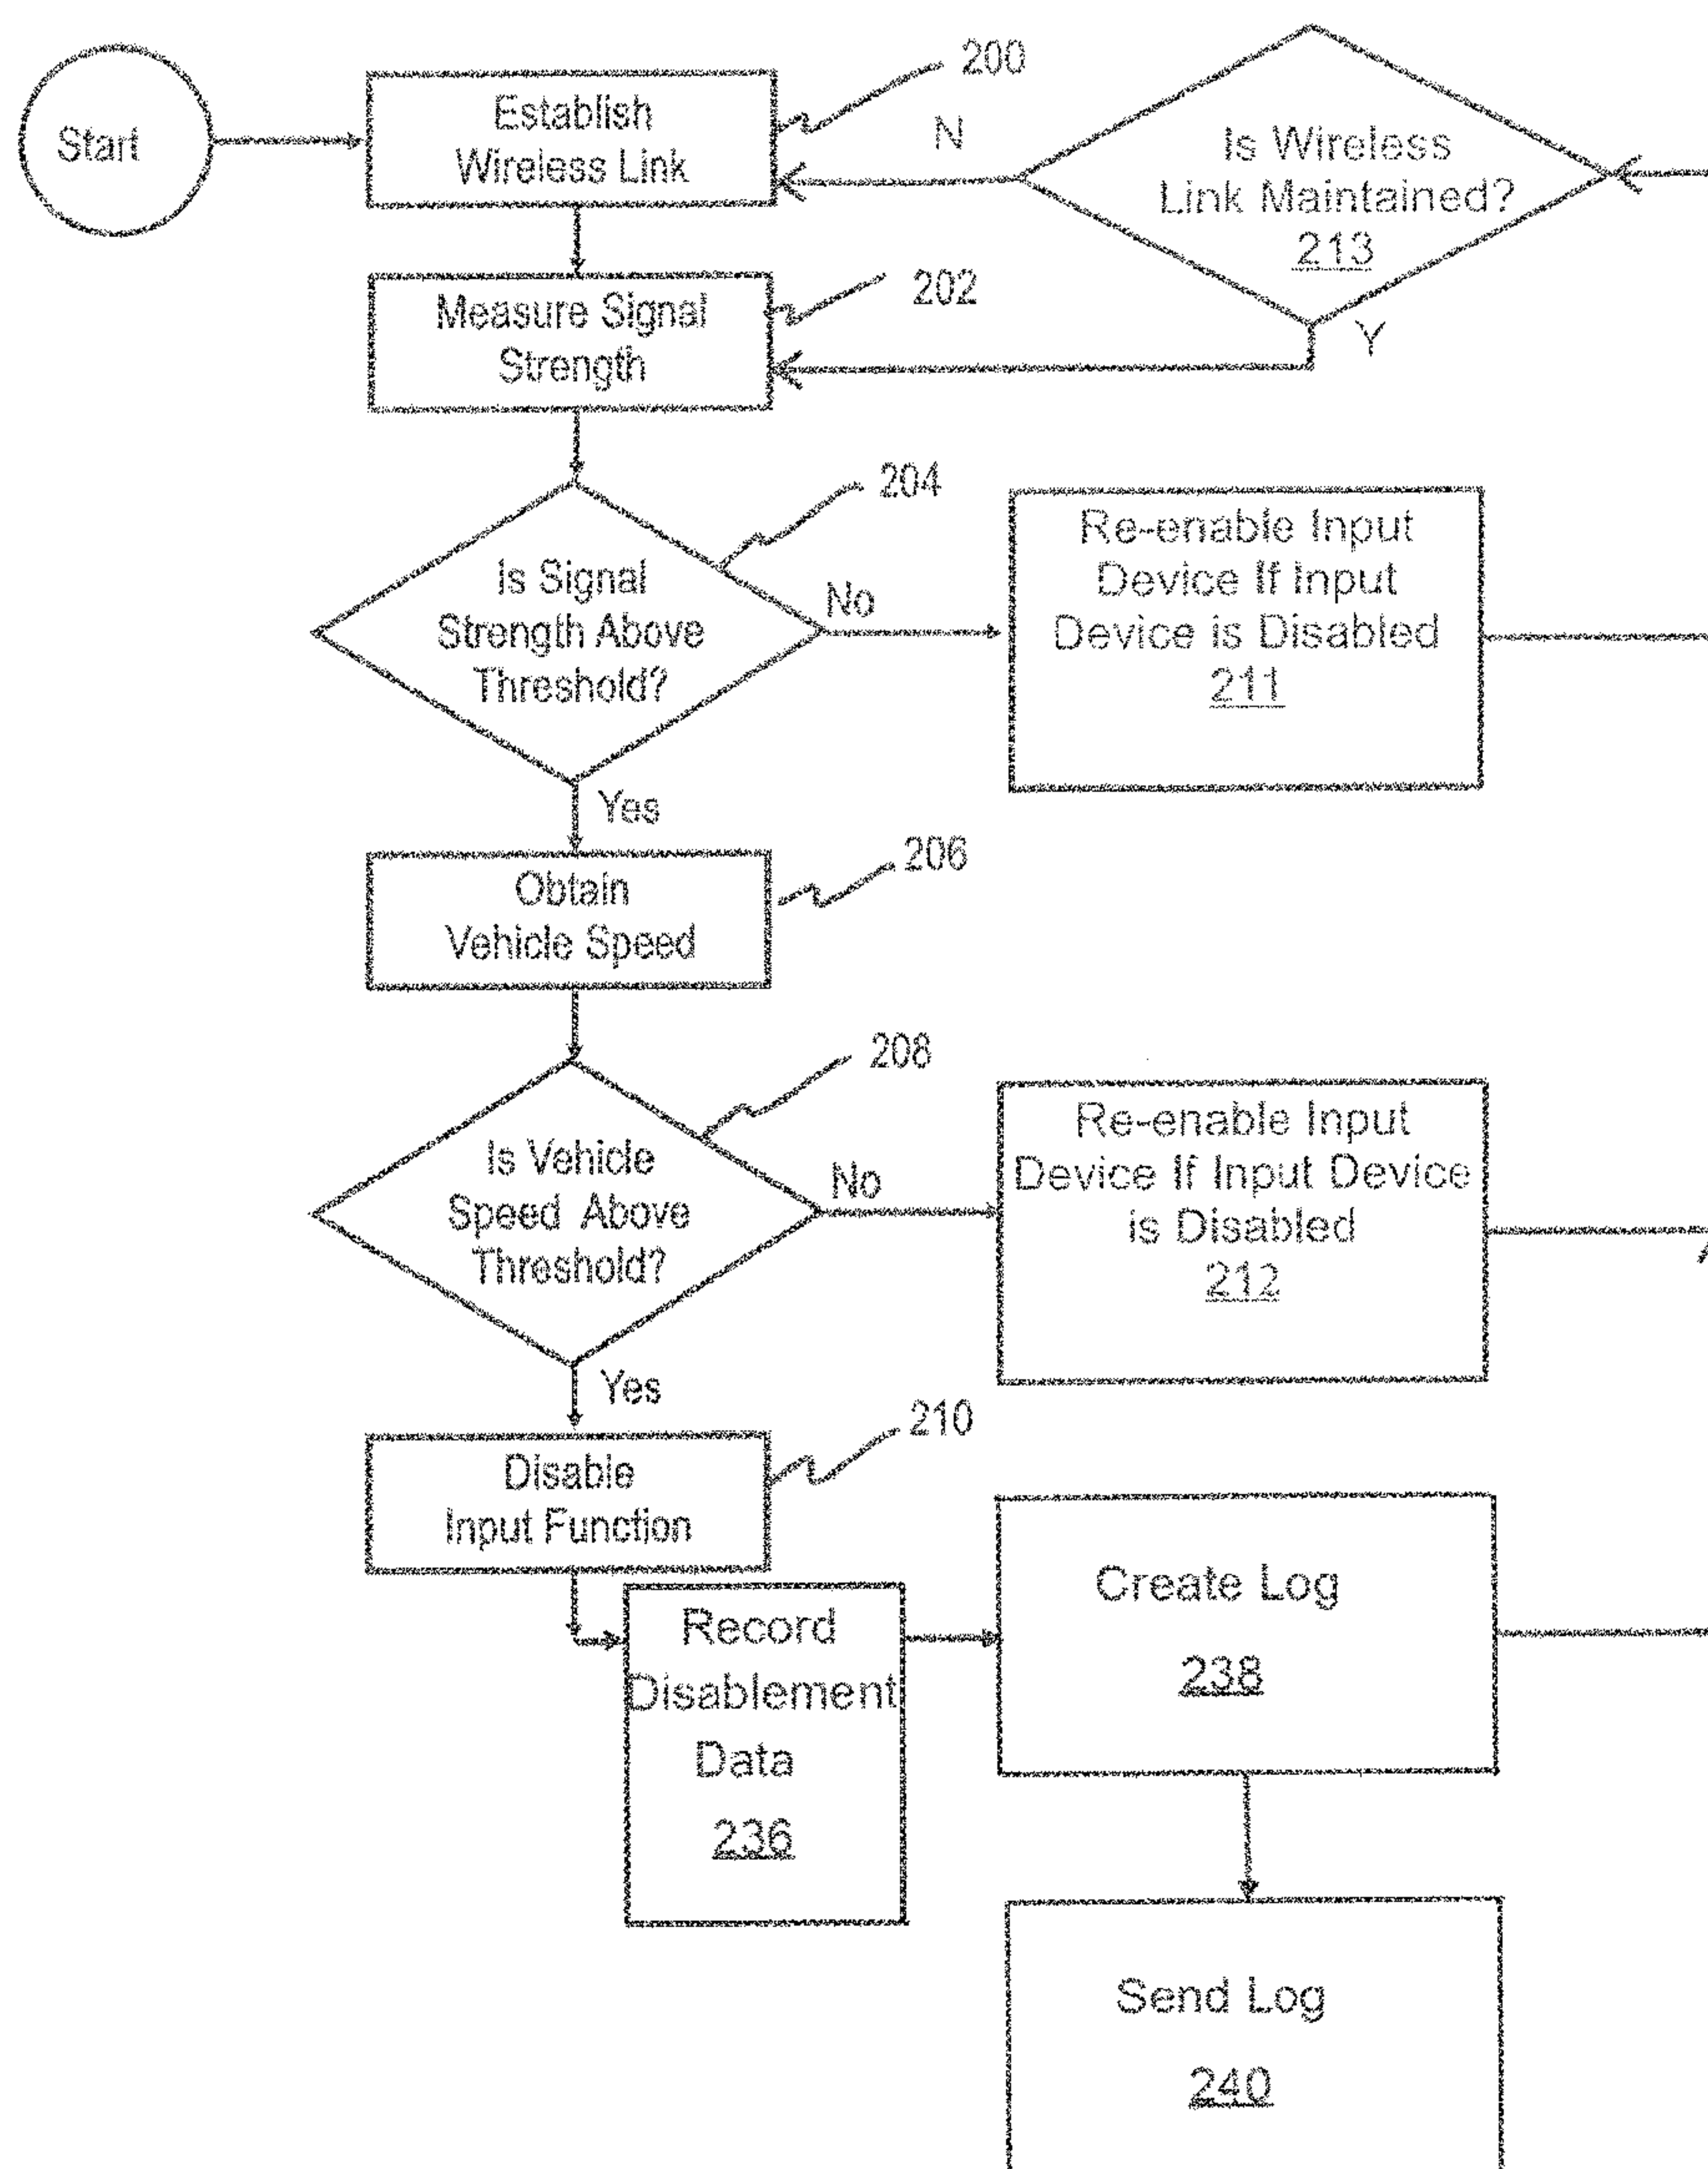 Start
Establish
Wireless Link
200
N
Is Wireless
Link Maintained?
213
Y
Measure Signal
Strength
202
204
Is Signal
Strength Above
Threshold?
No
Re-enable Input
Device If Input
Device is Disabled
211
Yes
Obtain
Vehicle Speed
206
208
Is Vehicle
Speed Above
Threshold?
No
Re-enable Input
Device If Input Device
is Disabled
212
Yes
Disable
Input Function
210
Record
Disablement
Data
236
Create Log
238
Send Log
240